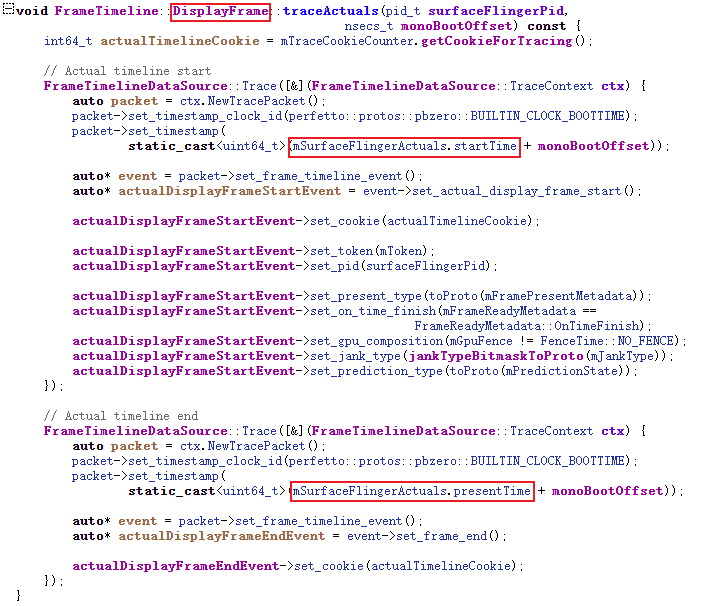 void FrameTimeline::DisplayFrame::traceActuals(pid_t surfaceFlingerPid,
nsecs_t monoBootOffset) const {
int64_t actualTimelineCookie = mTraceCookieCounter.getCookieForTracing();
// Actual timeline start
FrameTimelineDataSource::Trace([&](FrameTimelineDataSource::TraceContext ctx) {
auto packet = ctx.NewTracePacket();
packet->set_timestamp_clock_id(perfetto::protos::pbzero::BUILTIN_CLOCK_BOOTTIME);
packet->set_timestamp(
static_cast<uint64_t>(mSurfaceFlingerActuals.startTime + monoBootOffset));
auto* event = packet->set_frame_timeline_event();
auto* actualDisplayFrameStartEvent = event->set_actual_display_frame_start();
actualDisplayFrameStartEvent->set_cookie(actualTimelineCookie);
actualDisplayFrameStartEvent->set_token(mToken);
actualDisplayFrameStartEvent->set_pid(surfaceFlingerPid);
actualDisplayFrameStartEvent->set_present_type(toProto(mFramePresentMetadata));
actualDisplayFrameStartEvent->set_on_time_finish(mFrameReadyMetadata ==
FrameReadyMetadata::OnTimeFinish);
actualDisplayFrameStartEvent->set_gpu_composition(mGpuFence != FenceTime::NO_FENCE);
actualDisplayFrameStartEvent->set_jank_type(jankTypeBitmaskToProto(mJankType));
actualDisplayFrameStartEvent->set_prediction_type(toProto(mPredictionState));
});
// Actual timeline end
FrameTimelineDataSource::Trace([&](FrameTimelineDataSource::TraceContext ctx) {
auto packet = ctx.NewTracePacket();
packet->set_timestamp_clock_id(perfetto::protos::pbzero::BUILTIN_CLOCK_BOOTTIME);
packet->set_timestamp(
static_cast<uint64_t>(mSurfaceFlingerActuals.presentTime + monoBootOffset));
auto* event = packet->set_frame_timeline_event();
auto* actualDisplayFrameEndEvent = event->set_frame_end();
actualDisplayFrameEndEvent->set_cookie(actualTimelineCookie);
});
}